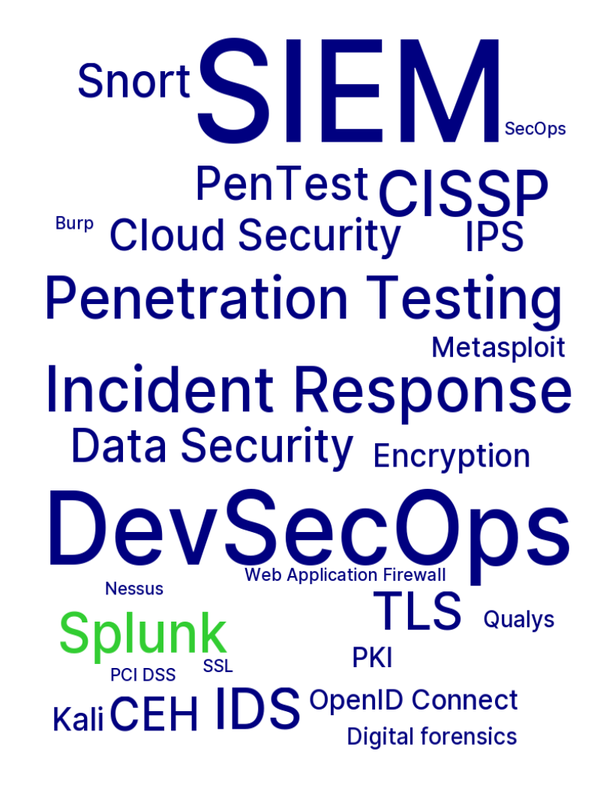 Snort SIEM
SecOps
PenTest CISSP
Burp Cloud Security IPS
Penetration Testing
Metasploit
Incident Response
Data Security Encryption
DevSecOps
Web Application Firewall
Nessus
TLS Qualys
Splunk
PKI
PCI DSS SSL
Kali CEH IDS OpenID Connect
Digital forensics